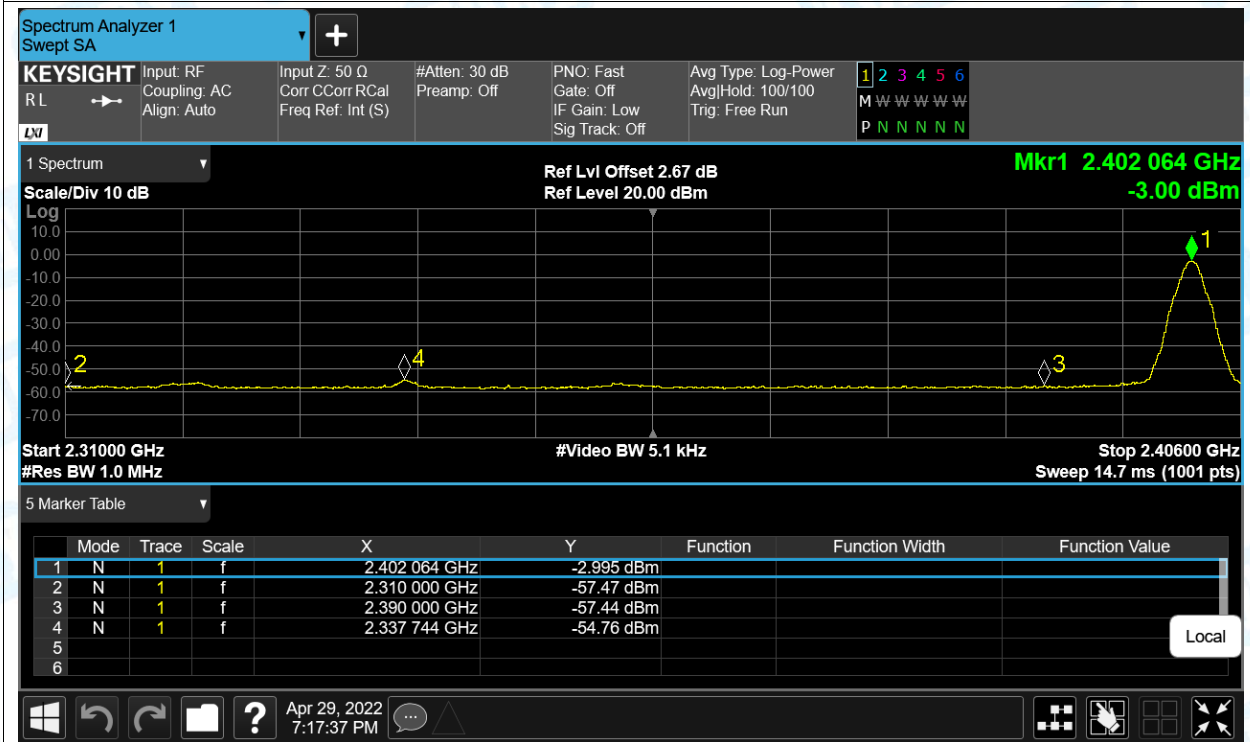 Spectrum Analyzer 1
Swept SA
+
KEYSIGHT Input: RF Input Z: 50 Ω #Atten: 30 dB PNO: Fast Avg Type: Log-Power 1 2 3 4 5 6
R L Coupling: AC Corr CCorr RCal Preamp: Off Gate: Off Avg|Hold: 100/100 M W W W W W
Align: Auto Freq Ref: Int (S) IF Gain: Low Trig: Free Run
LXI Sig Track: Off P N N N N N
1 Spectrum
Ref Lvl Offset 2.67 dB Mkr1 2.402 064 GHz
Scale/Div 10 dB Ref Level 20.00 dBm -3.00 dBm
Log
10.0
0.00
-10.0
-20.0
-30.0
-40.0
-50.0
-60.0
-70.0
1
2
4
3
Start 2.31000 GHz #Video BW 5.1 kHz Stop 2.40600 GHz
#Res BW 1.0 MHz Sweep 14.7 ms (1001 pts)
5 Marker Table
Mode Trace Scale X Y Function Function Width Function Value
1 N 1 f 2.402 064 GHz -2.995 dBm
2 N 1 f 2.310 000 GHz -57.47 dBm
3 N 1 f 2.390 000 GHz -57.44 dBm
4 N 1 f 2.337 744 GHz -54.76 dBm
5
6
Local
? Apr 29, 2022
7:17:37 PM